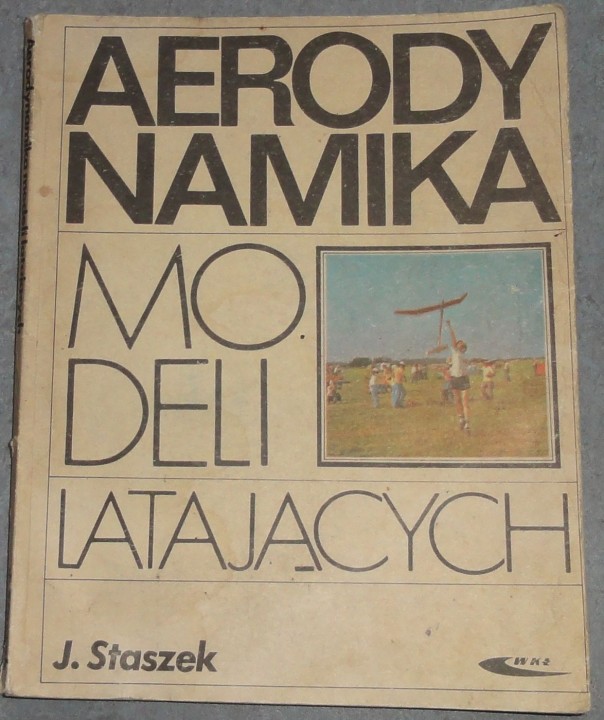 AERODY
NAMIKA
MO
DELI
LATAJĄCYCH
J. Staszek
WKŁ